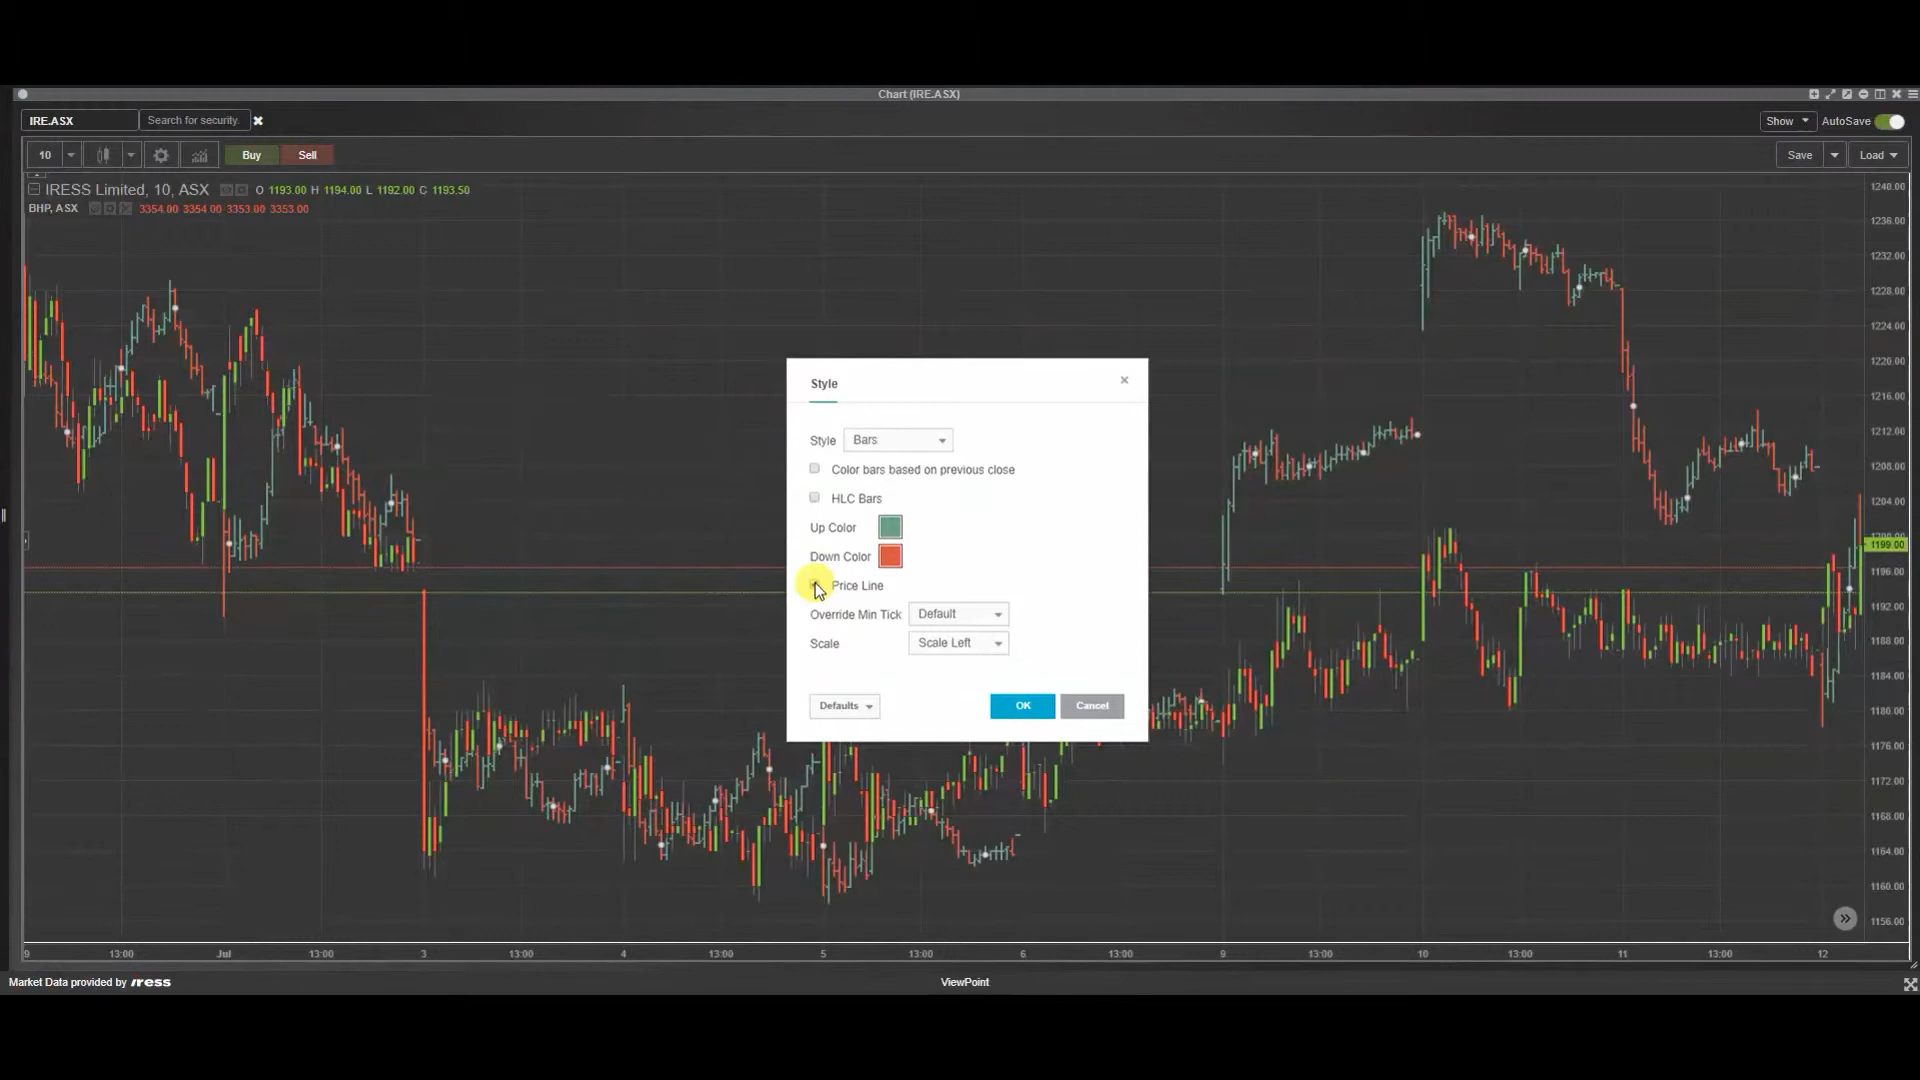 Chart (IRE.ASX)
IRE.ASX Search for security.
Show AutoSave
10 Buy Sell Save Load
IRESS Limited, 10, ASX O 1193.00 H 1194.00 L 1192.00 C 1193.50
BHP, ASX 3354.00 3354.00 3353.00 3353.00
Style
Style Bars
Color bars based on previous close
HLC Bars
Up Color
Down Color
Price Line
Override Min Tick Default
Scale Scale Left
Defaults OK Cancel
1240.00
1236.00
1232.00
1228.00
1224.00
1220.00
1216.00
1212.00
1208.00
1204.00
1199.00
1196.00
1192.00
1188.00
1184.00
1180.00
1176.00
1172.00
1168.00
1164.00
1160.00
1156.00
9 13:00 Jul 13:00 3 13:00 4 13:00 5 13:00 6 13:00 9 13:00 10 13:00 11 13:00 12
Market Data provided by iress ViewPoint